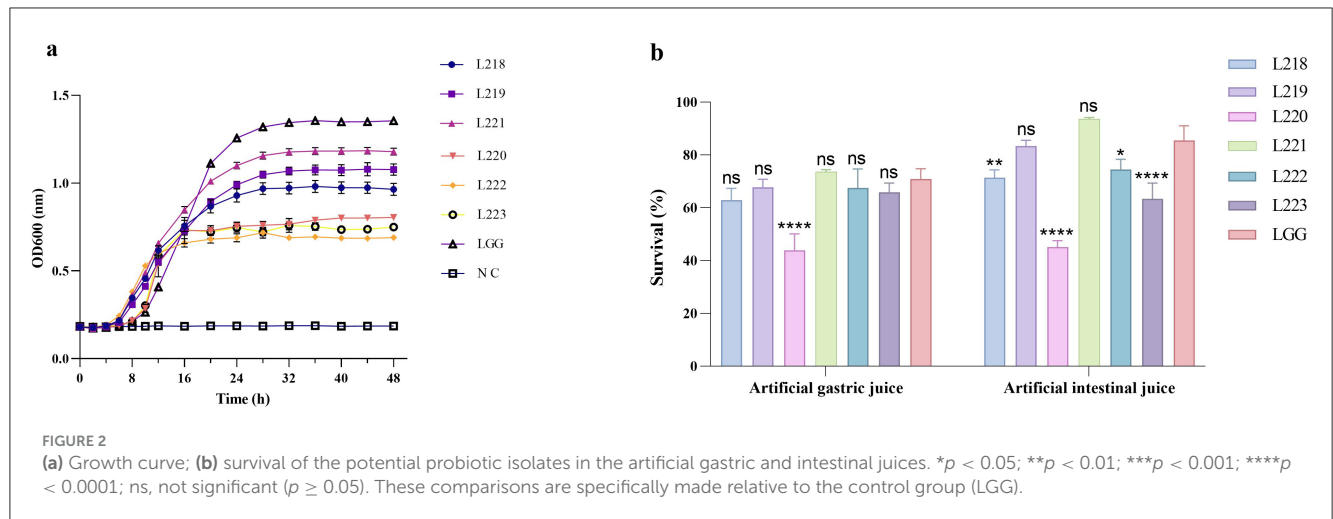 a
L218
L219
L221
L220
L222
L223
LGG
NC
OD600 (nm)
1.5
1.0
0.5
0.0
0 8 16 24 32 40 48
Time (h)
b
L218
L219
L220
L221
L222
L223
LGG
Survival (%)
100
80
60
40
20
0
ns ns **** ns ns ns
** ns **** ns * ****
Artificial gastric juice Artificial intestinal juice
FIGURE 2
(a) Growth curve; (b) survival of the potential probiotic isolates in the artificial gastric and intestinal juices. *p < 0.05; **p < 0.01; ***p < 0.001; ****p
< 0.0001; ns, not significant (p ≥ 0.05). These comparisons are specifically made relative to the control group (LGG).